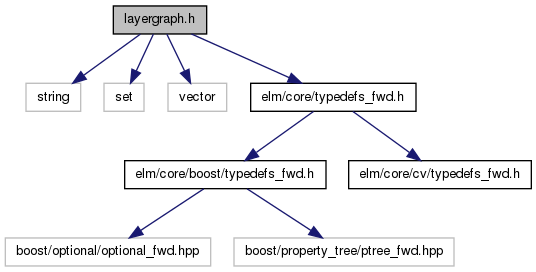 layergraph.h
string
set
vector
elm/core/typedefs_fwd.h
elm/core/boost/typedefs_fwd.h
elm/core/cv/typedefs_fwd.h
boost/optional/optional_fwd.hpp
boost/property_tree/ptree_fwd.hpp